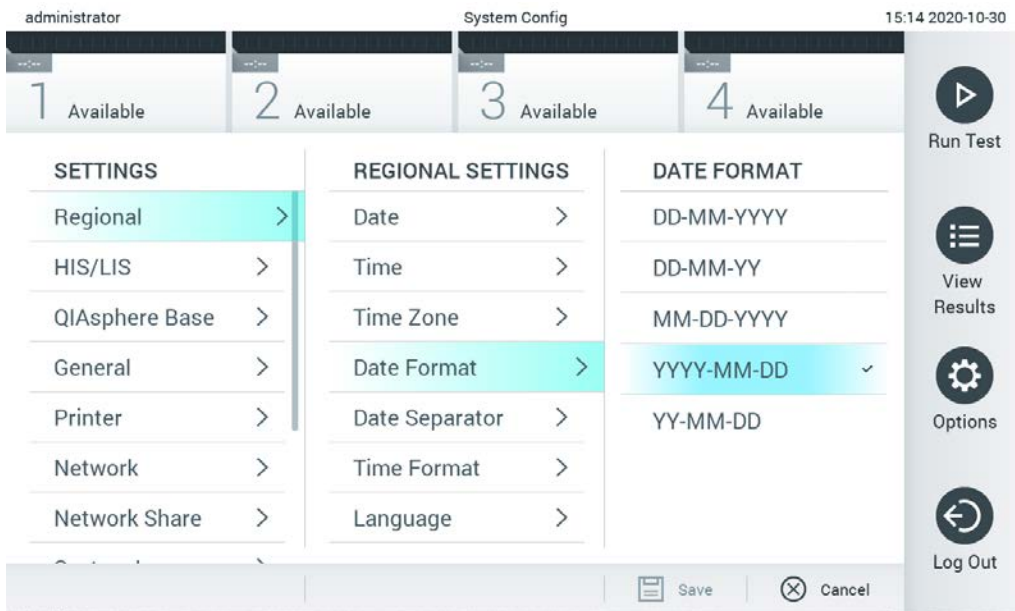 administrator System Config 15:14 2020-10-30
--:-- --:-- --:-- --:--
1 Available 2 Available 3 Available 4 Available
Run Test
SETTINGS REGIONAL SETTINGS DATE FORMAT
Regional Date DD-MM-YYYY
HIS/LIS Time DD-MM-YY
View
Results
QIAsphere Base Time Zone MM-DD-YYYY
General Date Format YYYY-MM-DD
Printer Date Separator YY-MM-DD
Options
Network Time Format
Network Share Language
Log Out
Save Cancel